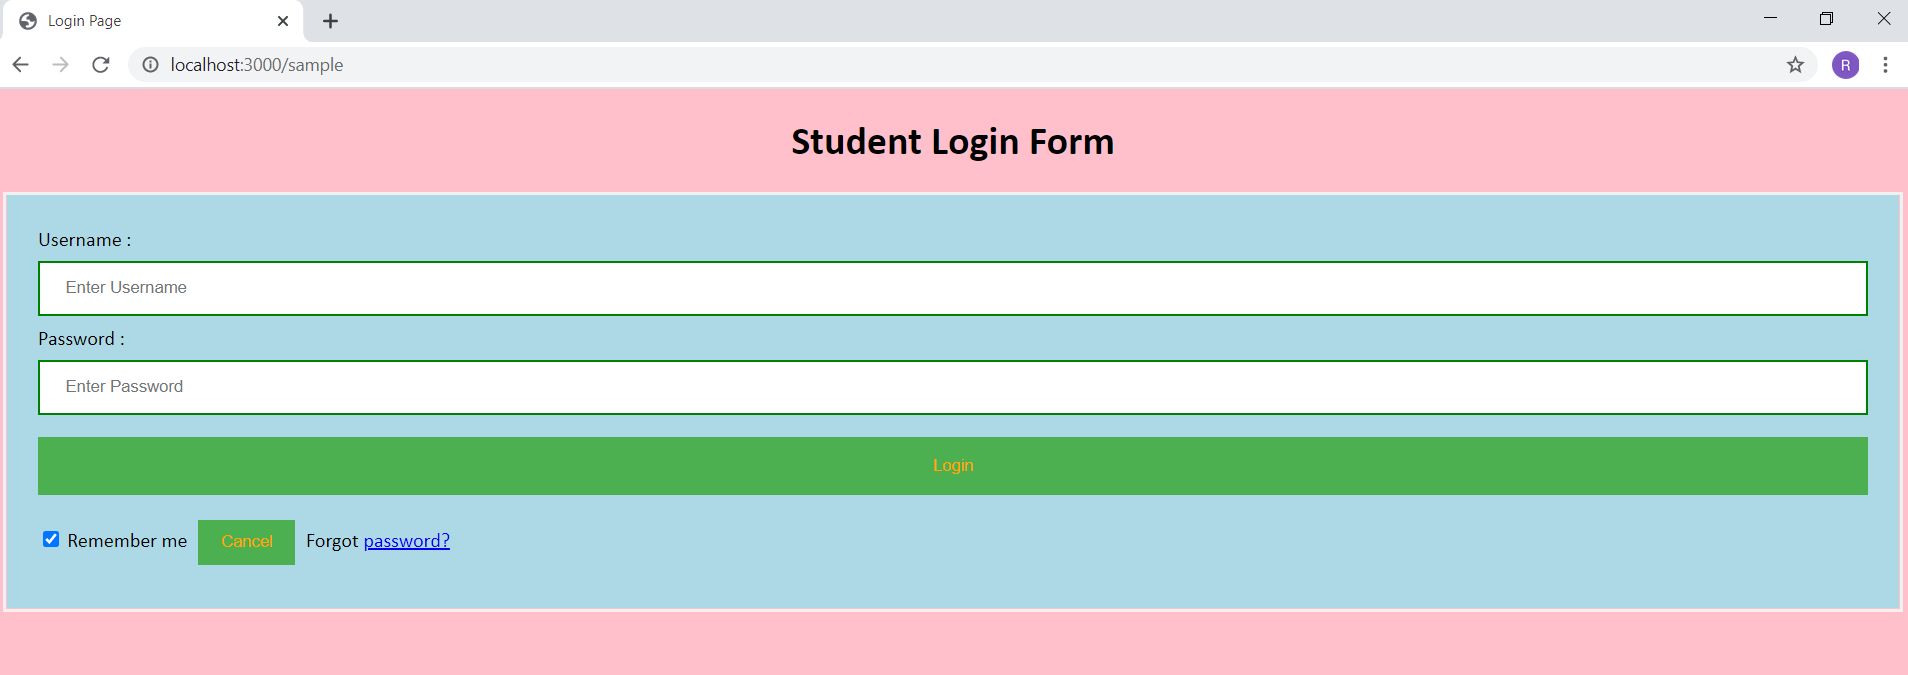 Login Page
localhost:3000/sample
R
Student Login Form
Username :
Enter Username
Password :
Enter Password
Login
Remember me Cancel Forgot password?